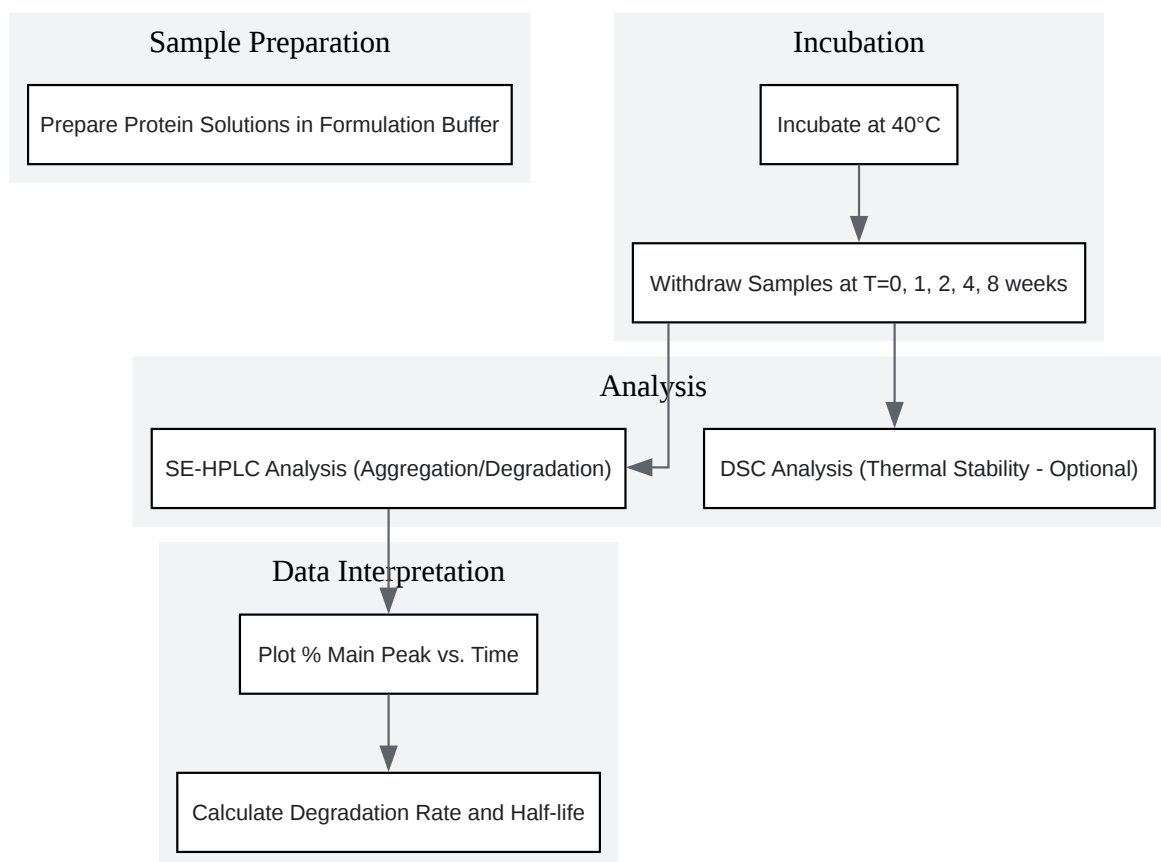 Sample Preparation
Prepare Protein Solutions in Formulation Buffer
Incubation
Incubate at 40°C
Withdraw Samples at T=0, 1, 2, 4, 8 weeks
Analysis
SE-HPLC Analysis (Aggregation/Degradation)
DSC Analysis (Thermal Stability - Optional)
Data Interpretation
Plot % Main Peak vs. Time
Calculate Degradation Rate and Half-life